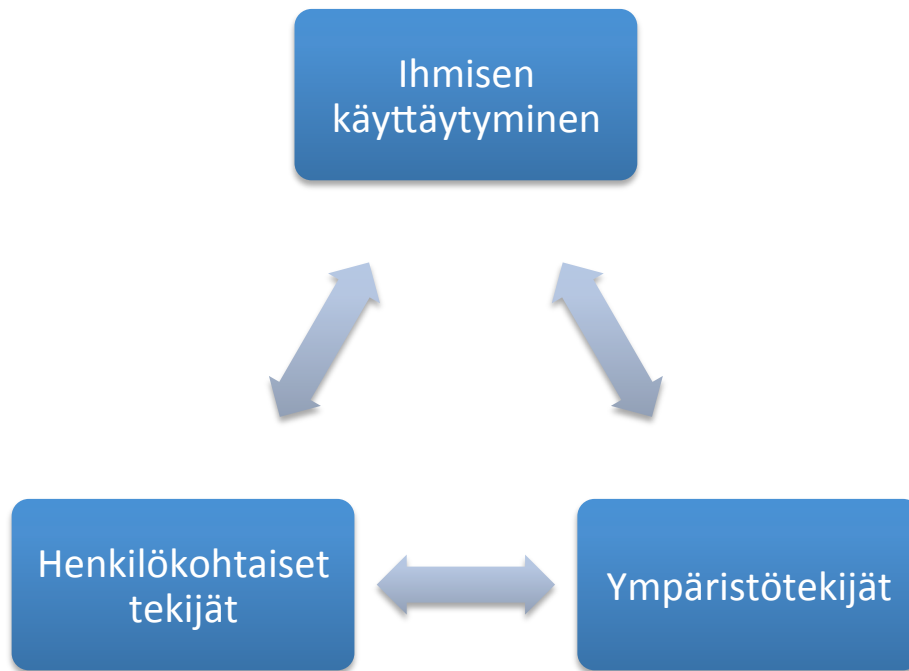 Ihmisen
käyttäytyminen
Henkilökohtaiset
tekijät
Ympäristötekijät